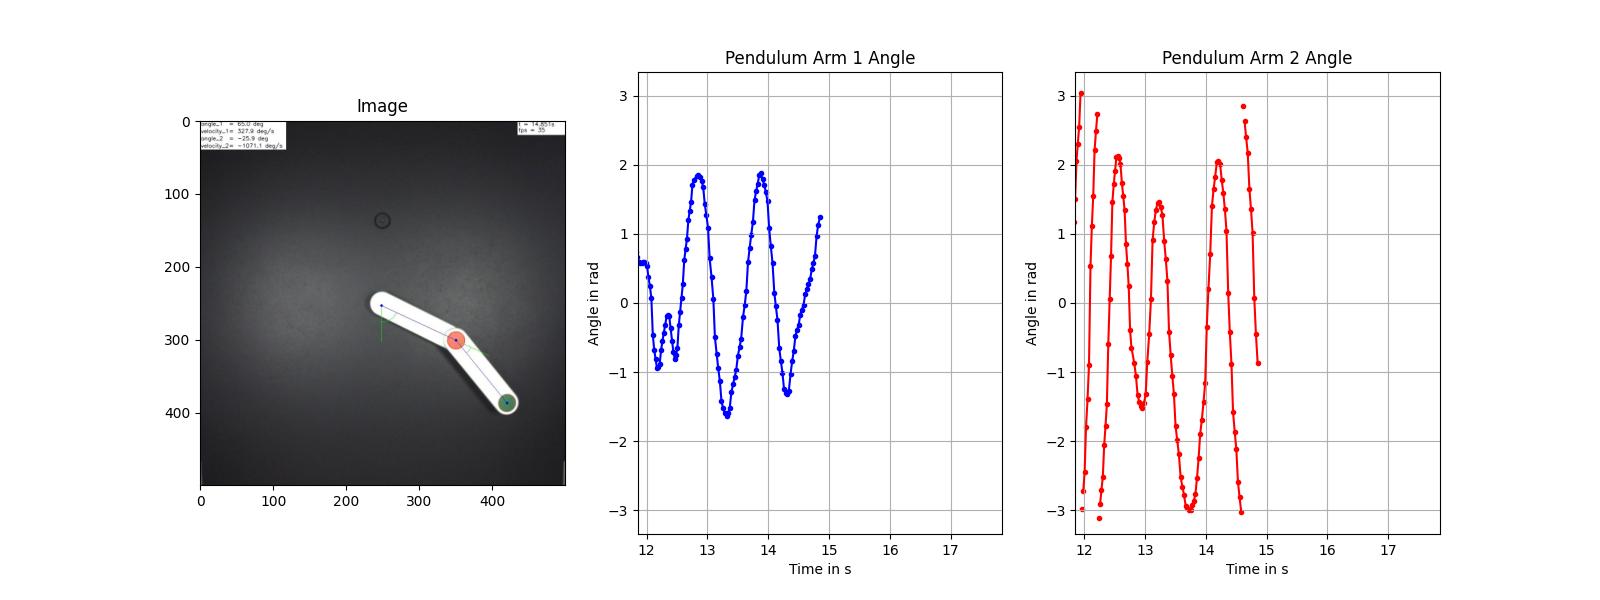 Image
angle_1 = 65.0 deg
velocity_1= 327.9 deg/s
angle_2 = -25.9 deg
velocity_2= -1071.1 deg/s
t = 14.851s
fps = 35
0
100
200
300
400
0 100 200 300 400
Pendulum Arm 1 Angle
Angle in rad
3
2
1
0
−1
−2
−3
12 13 14 15 16 17
Time in s
Pendulum Arm 2 Angle
Angle in rad
3
2
1
0
−1
−2
−3
12 13 14 15 16 17
Time in s